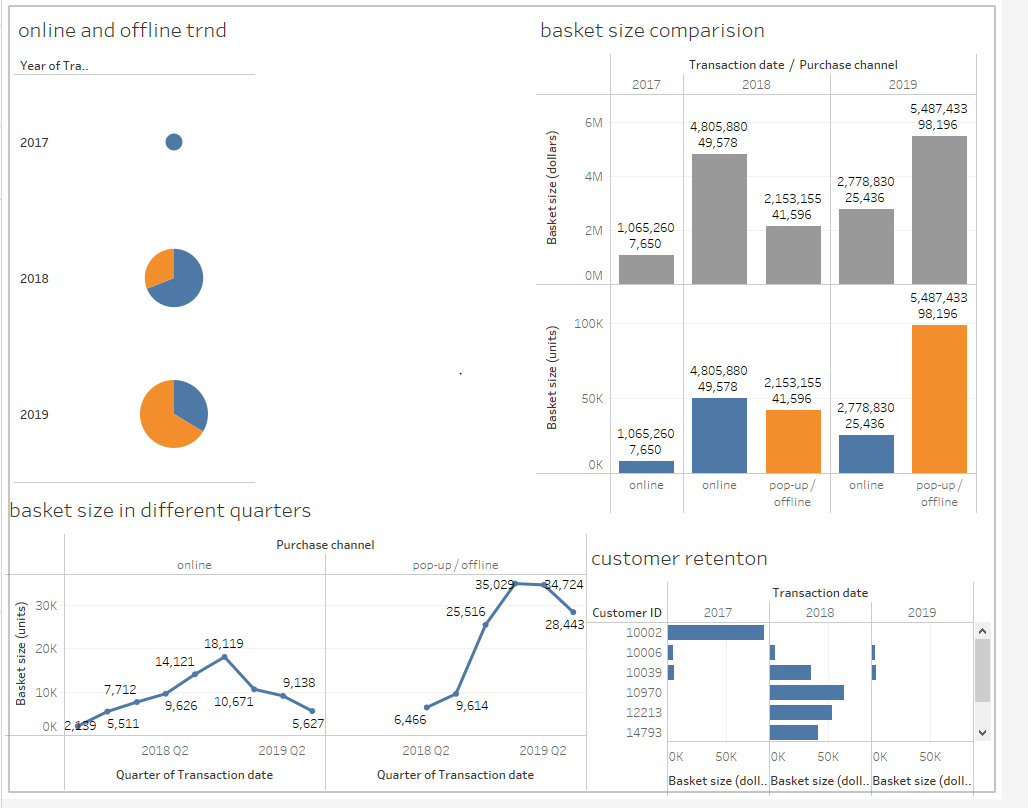 online and offline trnd
Year of Tra..
2017
2018
2019
basket size comparision
Transaction date / Purchase channel
2017 2018 2019
Basket size (dollars)
6M
4M
2M
0M
1,065,260
7,650
4,805,880
49,578
2,153,155
41,596
2,778,830
25,436
5,487,433
98,196
Basket size (units)
100K
50K
0K
1,065,260
7,650
4,805,880
49,578
2,153,155
41,596
2,778,830
25,436
5,487,433
98,196
online online pop-up / online pop-up /
offline offline
basket size in different quarters
Purchase channel
online pop-up / offline
Basket size (units)
30K
20K
10K
0K
2,139
5,511
7,712
9,626
14,121
18,119
10,671
9,138
5,627
6,466
9,614
25,516
35,029
34,724
28,443
2018 Q2 2019 Q2 2018 Q2 2019 Q2
Quarter of Transaction date Quarter of Transaction date
customer retenton
Transaction date
Customer ID 2017 2018 2019
10002
10006
10039
10970
12213
14793
0K 50K 0K 50K 0K 50K
Basket size (doll.. Basket size (doll.. Basket size (doll..